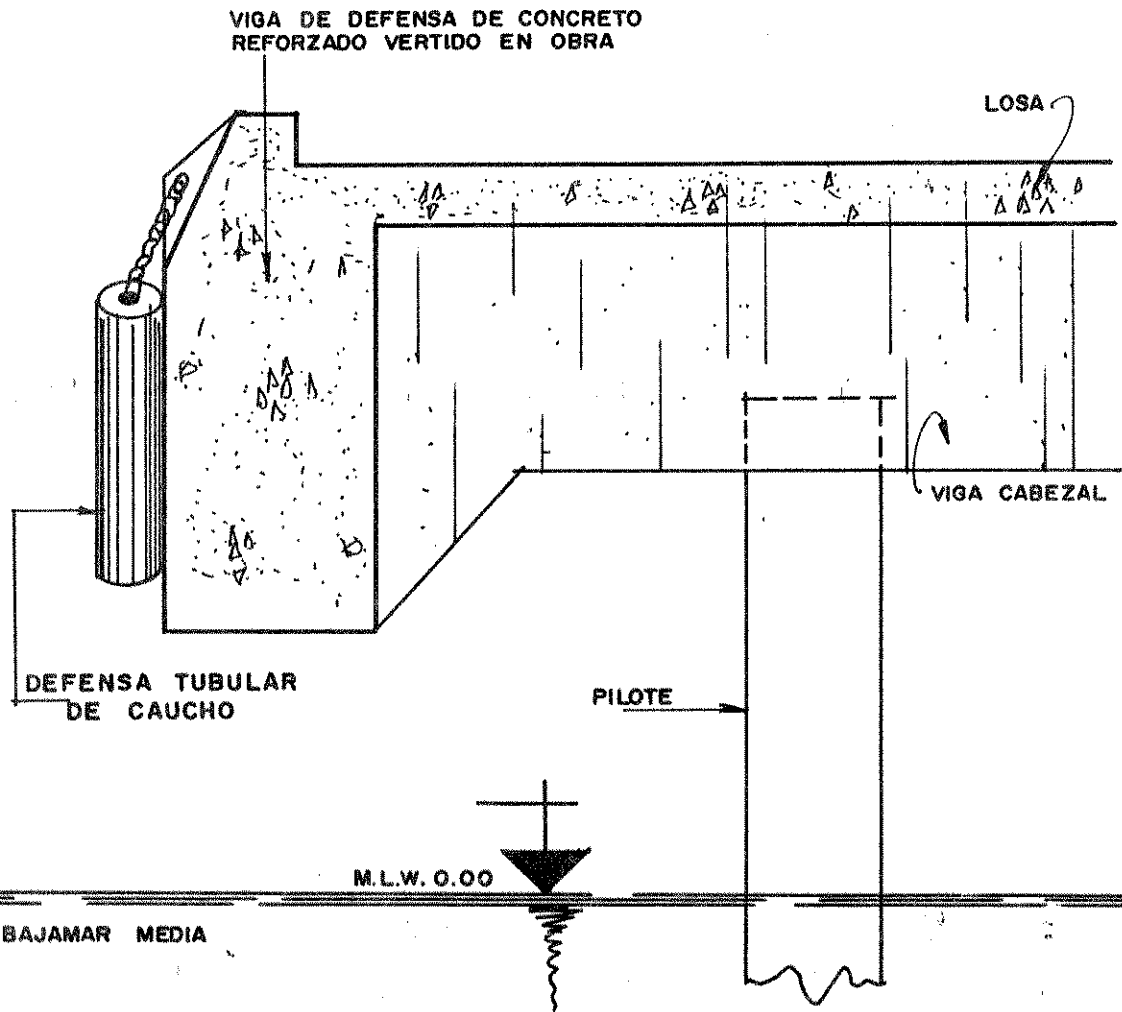 VIGA DE DEFENSA DE CONCRETO
REFORZADO VERTIDO EN OBRA
LOSA
VIGA CABEZAL
DEFENSA TUBULAR
DE CAUCHO
PILOTE
M.L.W. 0.00
BAJAMAR MEDIA